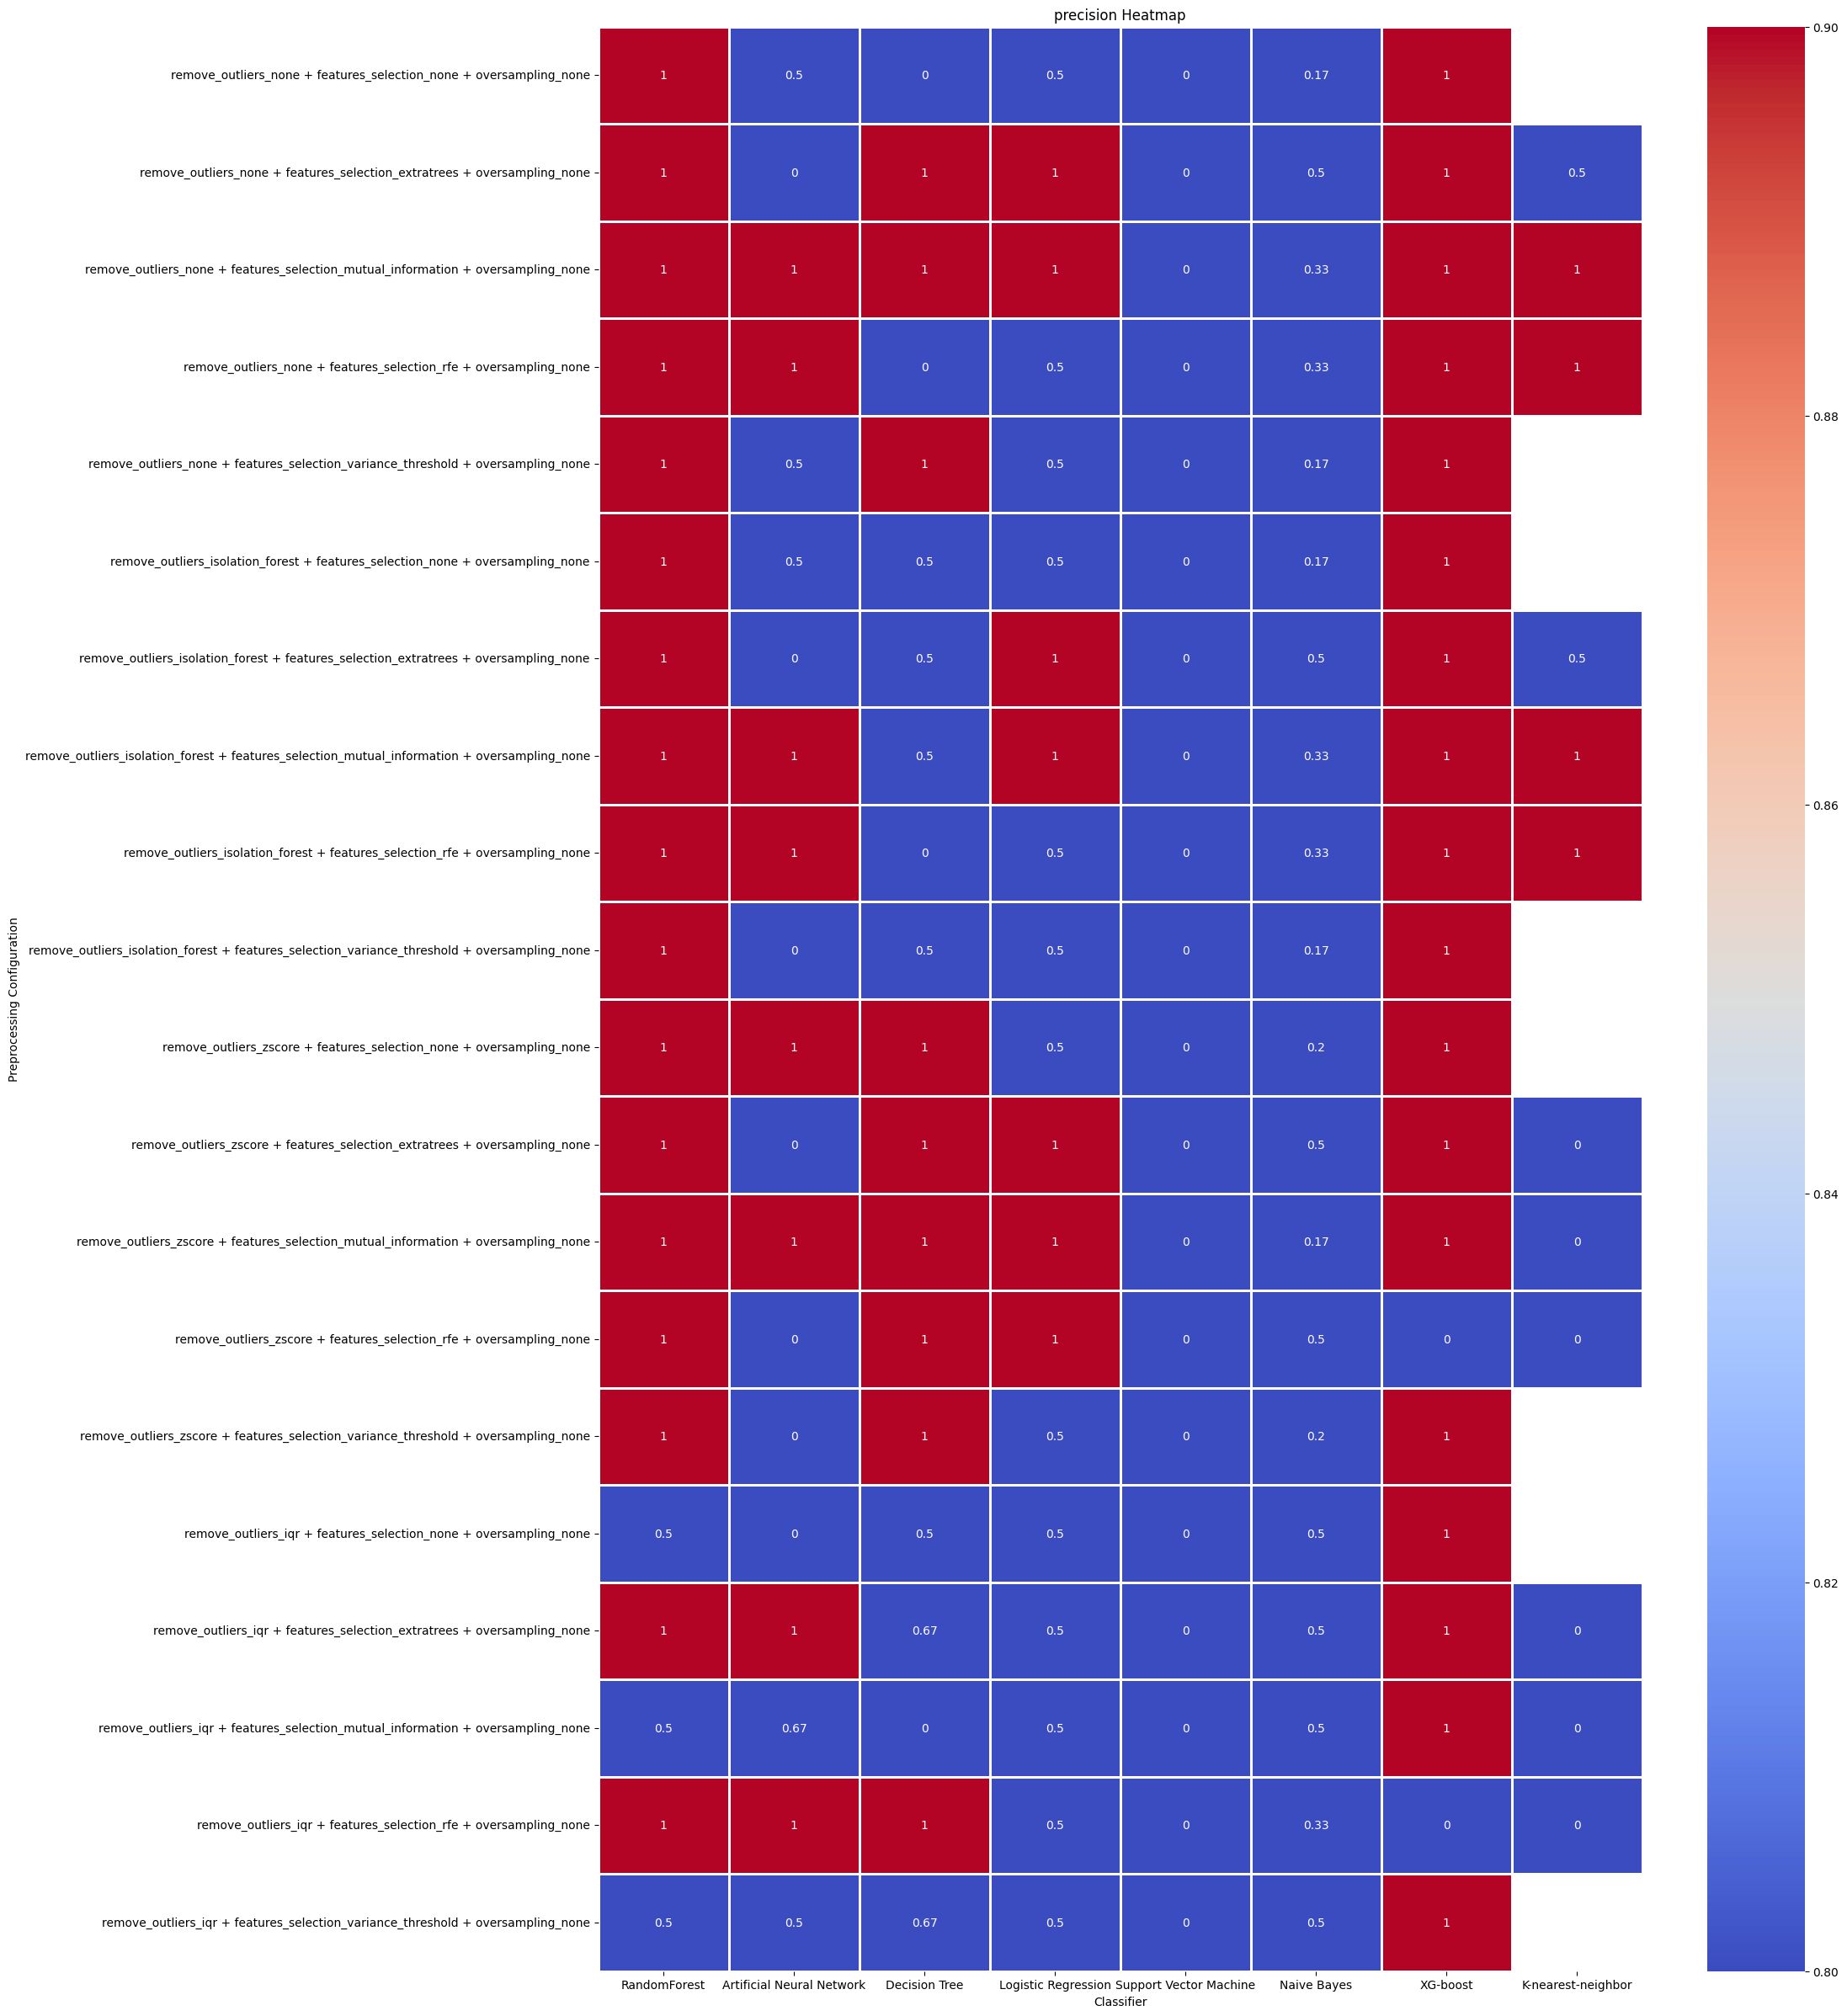 precision Heatmap
remove_outliers_none + features_selection_none + oversampling_none
1 0.5 0 0.5 0 0.17 1
remove_outliers_none + features_selection_extratrees + oversampling_none
1 0 1 1 0 0.5 1 0.5
remove_outliers_none + features_selection_mutual_information + oversampling_none
1 1 1 1 0 0.33 1 1
remove_outliers_none + features_selection_rfe + oversampling_none
1 1 0 0.5 0 0.33 1 1
remove_outliers_none + features_selection_variance_threshold + oversampling_none
1 0.5 1 0.5 0 0.17 1
remove_outliers_isolation_forest + features_selection_none + oversampling_none
1 0.5 0.5 0.5 0 0.17 1
remove_outliers_isolation_forest + features_selection_extratrees + oversampling_none
1 0 0.5 1 0 0.5 1 0.5
remove_outliers_isolation_forest + features_selection_mutual_information + oversampling_none
1 1 0.5 1 0 0.33 1 1
remove_outliers_isolation_forest + features_selection_rfe + oversampling_none
1 1 0 0.5 0 0.33 1 1
remove_outliers_isolation_forest + features_selection_variance_threshold + oversampling_none
1 0 0.5 0.5 0 0.17 1
remove_outliers_zscore + features_selection_none + oversampling_none
1 1 1 0.5 0 0.2 1
remove_outliers_zscore + features_selection_extratrees + oversampling_none
1 0 1 1 0 0.5 1 0
remove_outliers_zscore + features_selection_mutual_information + oversampling_none
1 1 1 1 0 0.17 1 0
remove_outliers_zscore + features_selection_rfe + oversampling_none
1 0 1 1 0 0.5 0 0
remove_outliers_zscore + features_selection_variance_threshold + oversampling_none
1 0 1 0.5 0 0.2 1
remove_outliers_iqr + features_selection_none + oversampling_none
0.5 0 0.5 0.5 0 0.5 1
remove_outliers_iqr + features_selection_extratrees + oversampling_none
1 1 0.67 0.5 0 0.5 1 0
remove_outliers_iqr + features_selection_mutual_information + oversampling_none
0.5 0.67 0 0.5 0 0.5 1 0
remove_outliers_iqr + features_selection_rfe + oversampling_none
1 1 1 0.5 0 0.33 0 0
remove_outliers_iqr + features_selection_variance_threshold + oversampling_none
0.5 0.5 0.67 0.5 0 0.5 1
Preprocessing Configuration
RandomForest Artificial Neural Network Decision Tree Logistic Regression Support Vector Machine Naive Bayes XG-boost K-nearest-neighbor
Classifier
0.90
0.88
0.86
0.84
0.82
0.80